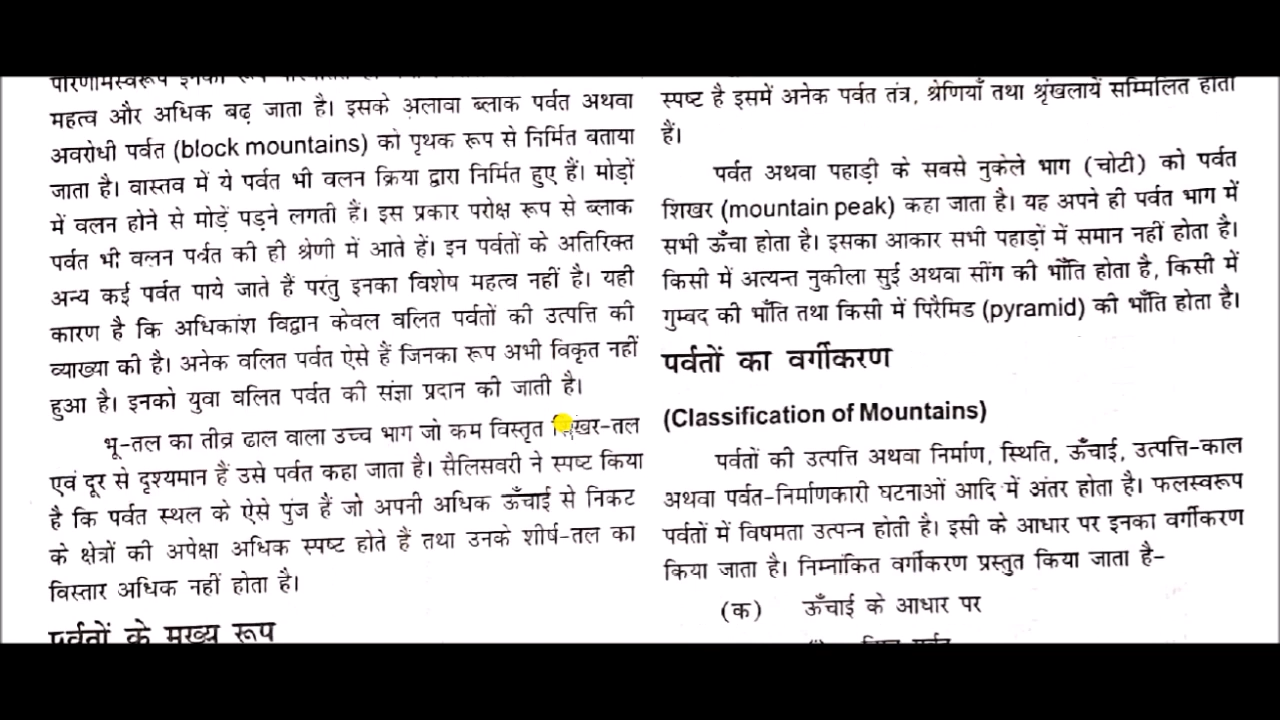 महत्व और अधिक बढ़ जाता है। इसके अलावा ब्लाक पर्वत अथवा
अवरोधी पर्वत (block mountains) को पृथक रूप से निर्मित बताया
जाता है। वास्तव में ये पर्वत भी वलन क्रिया द्वारा निर्मित हुए हैं। मोड़ों
में वलन होने से मोड़ें पड़ने लगती हैं। इस प्रकार परोक्ष रूप से ब्लाक
पर्वत भी वलन पर्वत की ही श्रेणी में आते हें। इन पर्वतों के अतिरिक्त
अन्य कई पर्वत पाये जाते हैं परंतु इनका विशेष महत्व नहीं है। यही
कारण है कि अधिकांश विद्वान केवल वलित पर्वतों की उत्पत्ति की
व्याख्या की है। अनेक वलित पर्वत ऐसे हैं जिनका रूप अभी विकृत नहीं
हुआ है। इनको युवा वलित पर्वत की संज्ञा प्रदान की जाती है।
भू-तल का तीव्र ढाल वाला उच्च भाग जो कम विस्तृत शिखर-तल
एवं दूर से दृश्यमान हैं उसे पर्वत कहा जाता है। सैलिसवरी ने स्पष्ट किया
है कि पर्वत स्थल के ऐसे पुंज हैं जो अपनी अधिक ऊँचाई से निकट
के क्षेत्रों की अपेक्षा अधिक स्पष्ट होते हैं तथा उनके शीर्ष-तल का
विस्तार अधिक नहीं होता है।
पर्वतों के मुख्य रूप
स्पष्ट है इसमें अनेक पर्वत तंत्र, श्रेणियाँ तथा श्रृंखलायें सम्मिलित होता
हैं।
पर्वत अथवा पहाड़ी के सबसे नुकेले भाग (चोटी) को पर्वत
शिखर (mountain peak) कहा जाता है। यह अपने ही पर्वत भाग में
सभी ऊँचा होता है। इसका आकार सभी पहाड़ों में समान नहीं होता है।
किसी में अत्यन्त नुकीला सुई अथवा सींग की भाँति होता है, किसी में
गुम्बद की भाँति तथा किसी में पिरैमिड (pyramid) की भाँति होता है।
पर्वतों का वर्गीकरण
(Classification of Mountains)
पर्वतों की उत्पत्ति अथवा निर्माण, स्थिति, ऊँचाई, उत्पत्ति-काल
अथवा पर्वत-निर्माणकारी घटनाओं आदि में अंतर होता है। फलस्वरूप
पर्वतों में विषमता उत्पन्न होती है। इसी के आधार पर इनका वर्गीकरण
किया जाता है। निम्नांकित वर्गीकरण प्रस्तुत किया जाता है-
(क) ऊँचाई के आधार पर